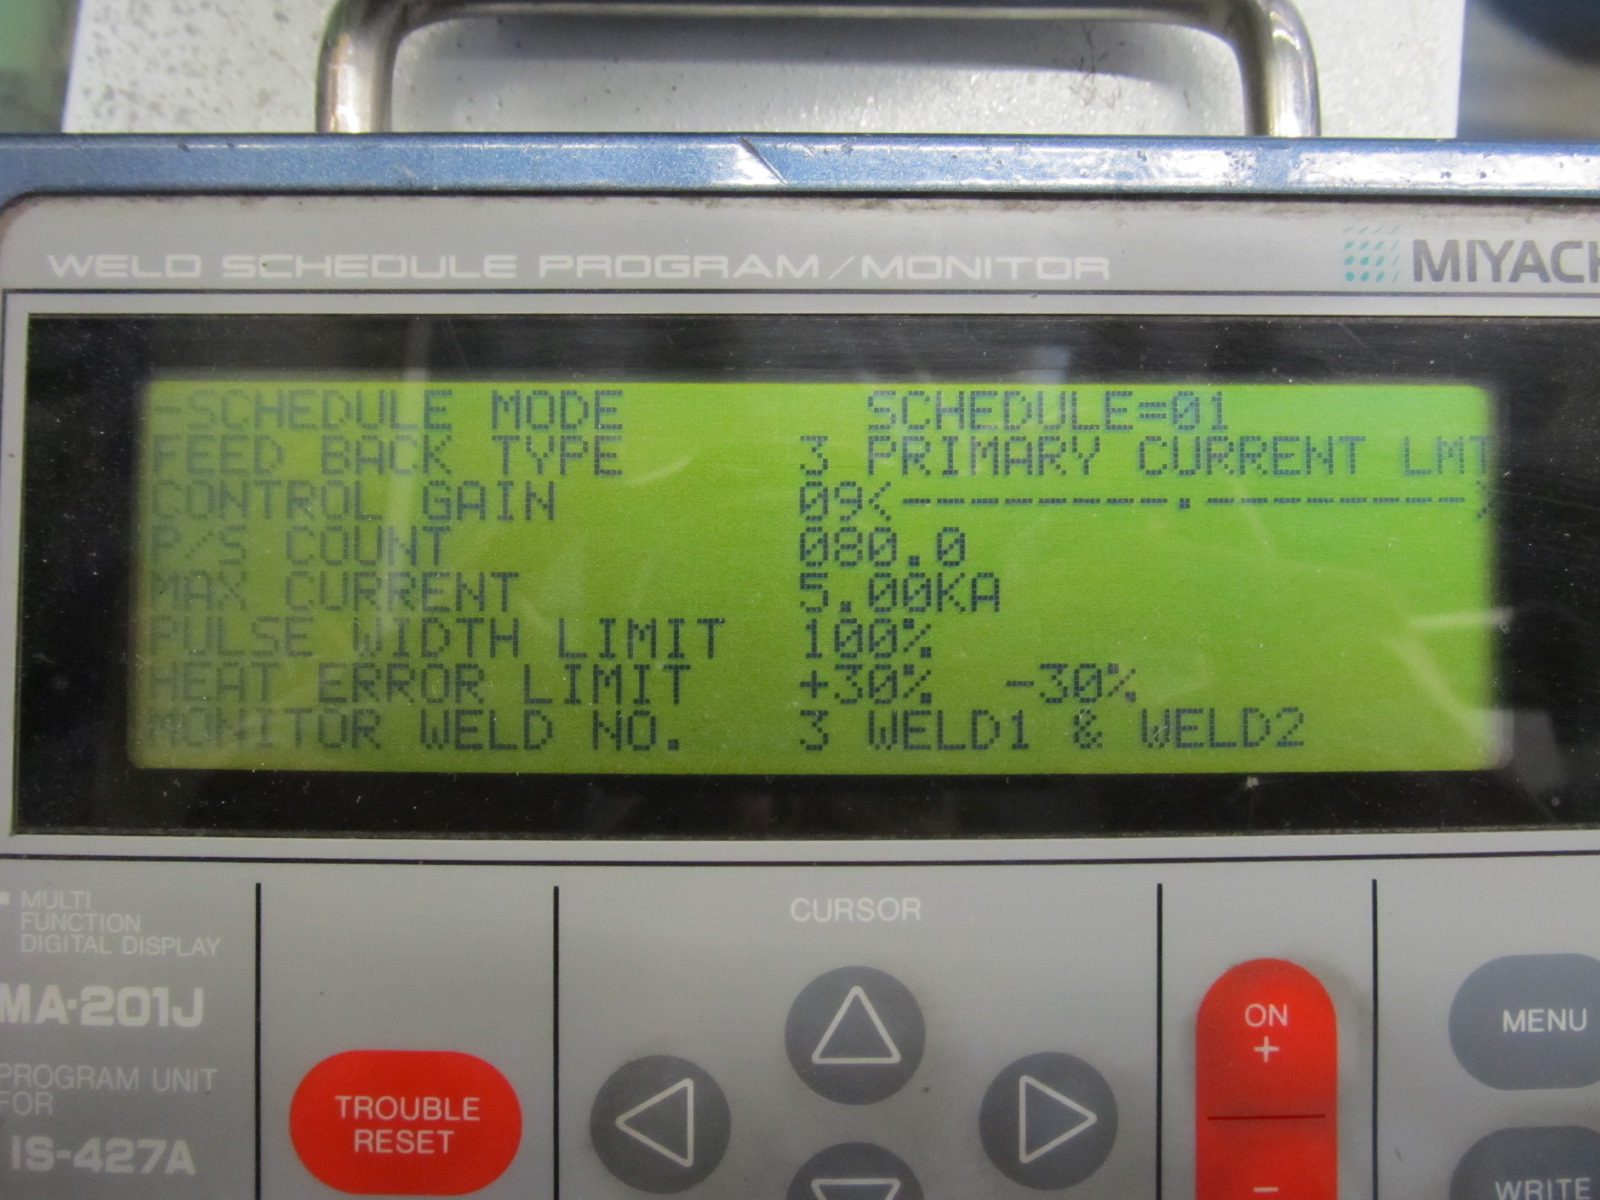 WELD SCHEDULE PROGRAM/MONITOR
MIYACH
-SCHEDULE MODE SCHEDULE=01
FEED BACK TYPE 3 PRIMARY CURRENT LMT
CONTROL GAIN 09<--------.-------->
P/S COUNT 080.0
MAX CURRENT 5.00KA
PULSE WIDTH LIMIT 100%
HEAT ERROR LIMIT +30% -30%
MONITOR WELD NO. 3 WELD1 & WELD2
MULTI
FUNCTION
DIGITAL DISPLAY
MA-201J
PROGRAM UNIT
FOR
IS-427A
TROUBLE
RESET
CURSOR
ON
+
−
MENU
WRITE